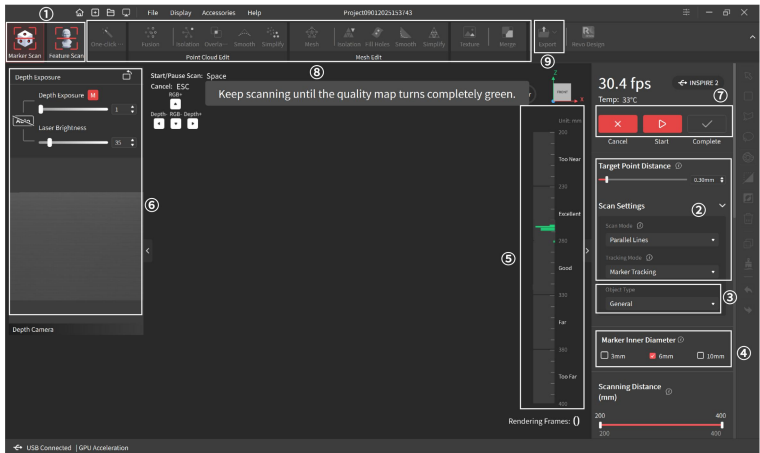 ①
File Display Accessories Help
Project09012025153743
Marker Scan Feature Scan
One-click
Fusion Isolation Overla Smooth Simplify
Point Cloud Edit
Mesh Isolation Fill Holes Smooth Simplify Texture Merge
Mesh Edit
Export
Revo Design
⑧
⑨
Depth Exposure
Depth Exposure M
1
Auto
Laser Brightness
35
⑥
Depth Camera
Start/Pause Scan: Space
Cancel: ESC
RGB+
Depth- RGB- Depth+
Keep scanning until the quality map turns completely green.
Z
FRONT
X
Unit: mm
200
Too Near
230
Excellent
260
Good
330
Far
390
Too Far
400
⑤
Rendering Frames: 0
30.4 fps
INSPIRE 2
Temp: 33°C
⑦
Cancel Start Complete
Target Point Distance
0.30mm
Scan Settings
②
Scan Mode
Parallel Lines
Tracking Mode
Marker Tracking
Object Type
General
③
Marker Inner Diameter
3mm 6mm 10mm
④
Scanning Distance
(mm)
200 400
200 400
USB Connected | GPU Acceleration